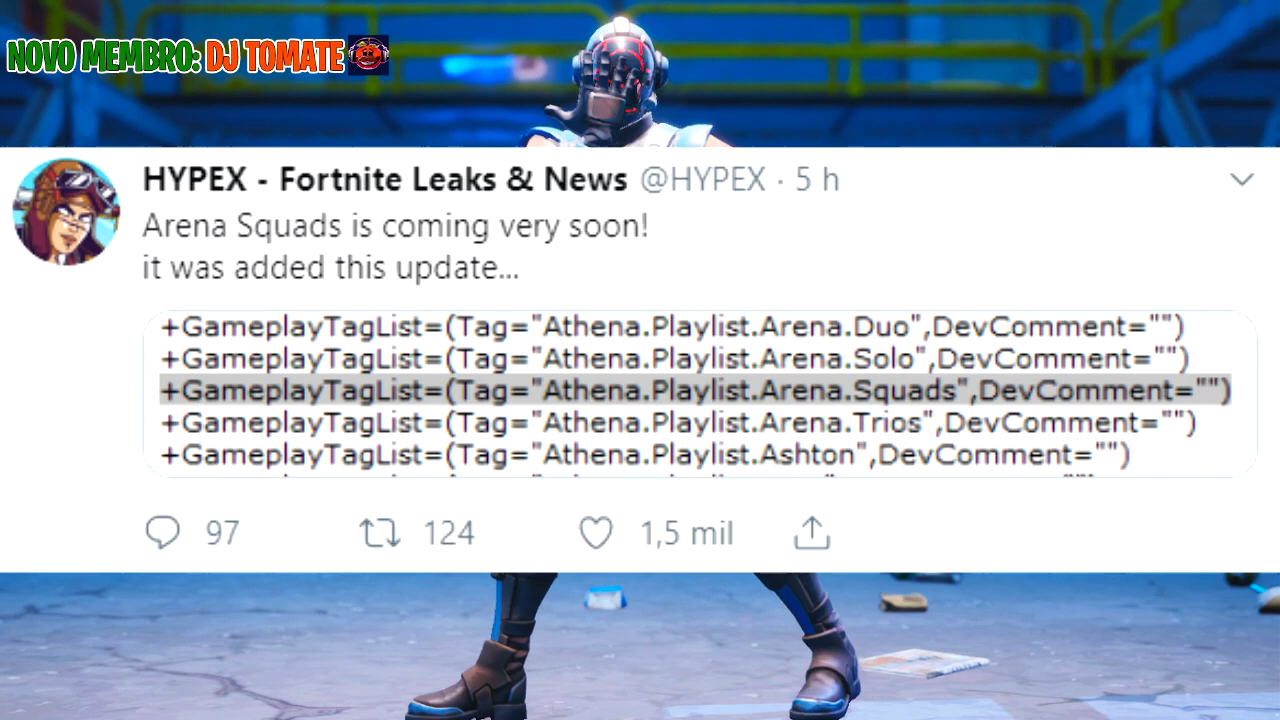 NOVO MEMBRO: DJ TOMATE
HYPEX - Fortnite Leaks & News @HYPEX · 5 h
Arena Squads is coming very soon!
it was added this update...
+GameplayTagList=(Tag="Athena.Playlist.Arena.Duo",DevComment="")
+GameplayTagList=(Tag="Athena.Playlist.Arena.Solo",DevComment="")
+GameplayTagList=(Tag="Athena.Playlist.Arena.Squads",DevComment="")
+GameplayTagList=(Tag="Athena.Playlist.Arena.Trios",DevComment="")
+GameplayTagList=(Tag="Athena.Playlist.Ashton",DevComment="")
97 124 1,5 mil